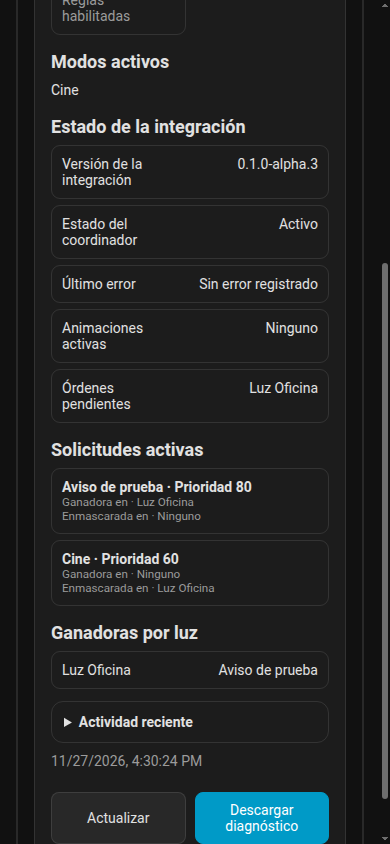 Reglas
habilitadas
Modos activos
Cine
Estado de la integración
Versión de la
integración
0.1.0-alpha.3
Estado del
coordinador
Activo
Último error
Sin error registrado
Animaciones
activas
Ninguno
Órdenes
pendientes
Luz Oficina
Solicitudes activas
Aviso de prueba · Prioridad 80
Ganadora en · Luz Oficina
Enmascarada en · Ninguno
Cine · Prioridad 60
Ganadora en · Ninguno
Enmascarada en · Luz Oficina
Ganadoras por luz
Luz Oficina
Aviso de prueba
Actividad reciente
11/27/2026, 4:30:24 PM
Actualizar
Descargar
diagnóstico